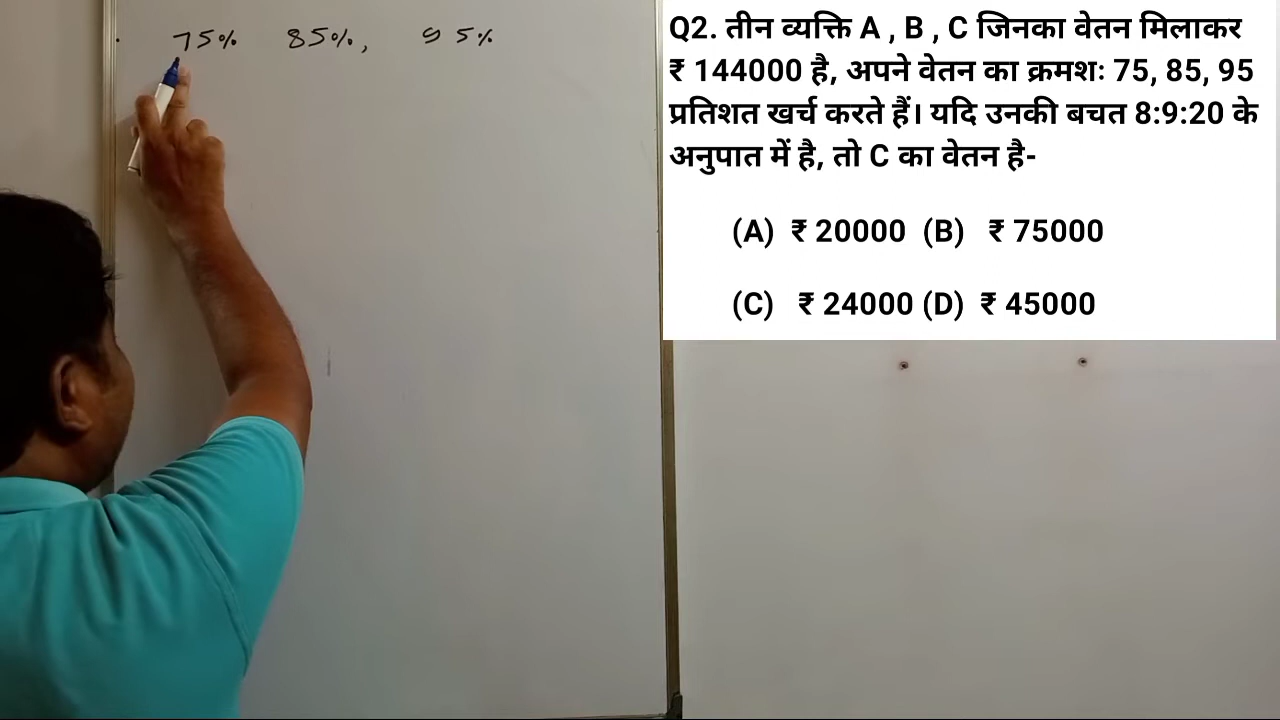 75% 85%, 95%
Q2. तीन व्यक्ति A , B , C जिनका वेतन मिलाकर
₹ 144000 है, अपने वेतन का क्रमशः 75, 85, 95
प्रतिशत खर्च करते हैं। यदि उनकी बचत 8:9:20 के
अनुपात में है, तो C का वेतन है-
(A) ₹ 20000 (B) ₹ 75000
(C) ₹ 24000 (D) ₹ 45000